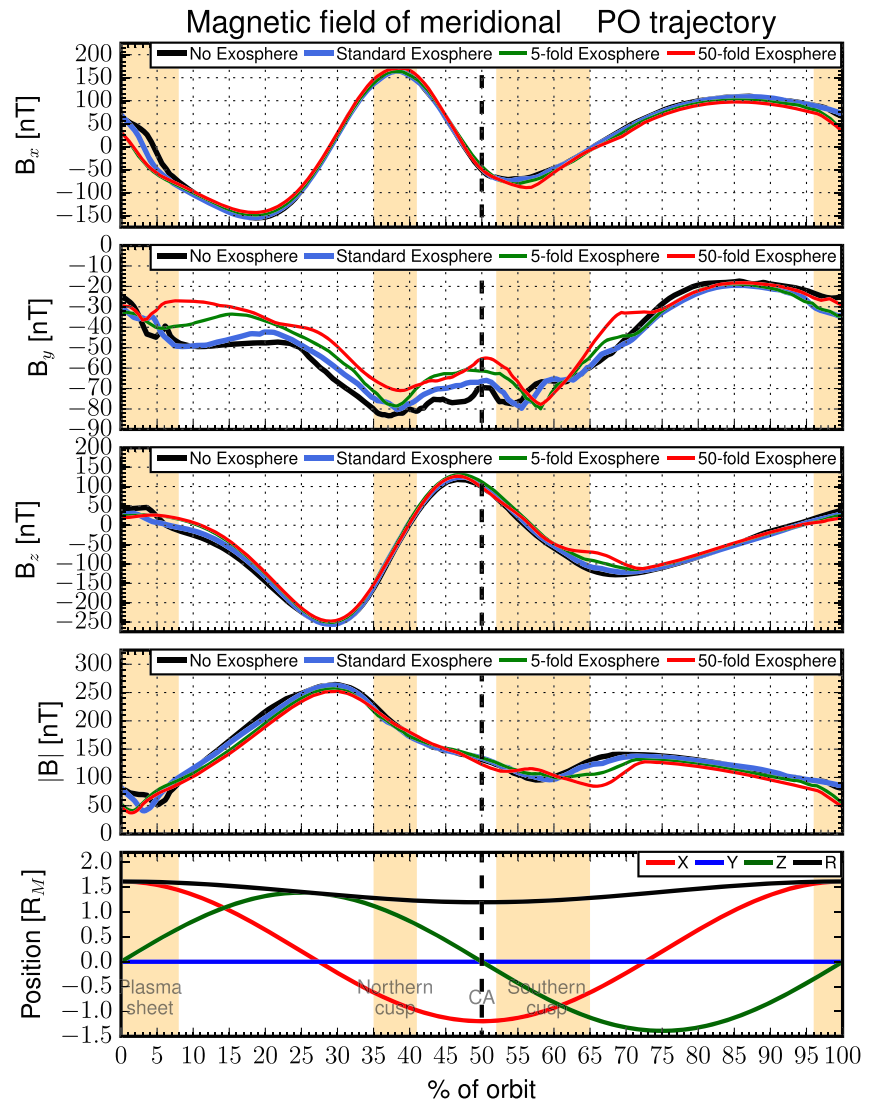 Magnetic field of meridional PO trajectory
No Exosphere Standard Exosphere 5-fold Exosphere 50-fold Exosphere
B𝑥 [nT]
200
150
100
50
0
−50
−100
−150
No Exosphere Standard Exosphere 5-fold Exosphere 50-fold Exosphere
B𝑦 [nT]
0
−10
−20
−30
−40
−50
−60
−70
−80
−90
No Exosphere Standard Exosphere 5-fold Exosphere 50-fold Exosphere
B𝑧 [nT]
200
150
100
50
0
−50
−100
−150
−200
−250
No Exosphere Standard Exosphere 5-fold Exosphere 50-fold Exosphere
|B| [nT]
300
250
200
150
100
50
0
X Y Z R
Position [R𝑀]
2.0
1.5
1.0
0.5
0.0
−0.5
−1.0
−1.5
Plasma
sheet
Northern
cusp
CA
Southern
cusp
0 5 10 15 20 25 30 35 40 45 50 55 60 65 70 75 80 85 90 95 100
% of orbit